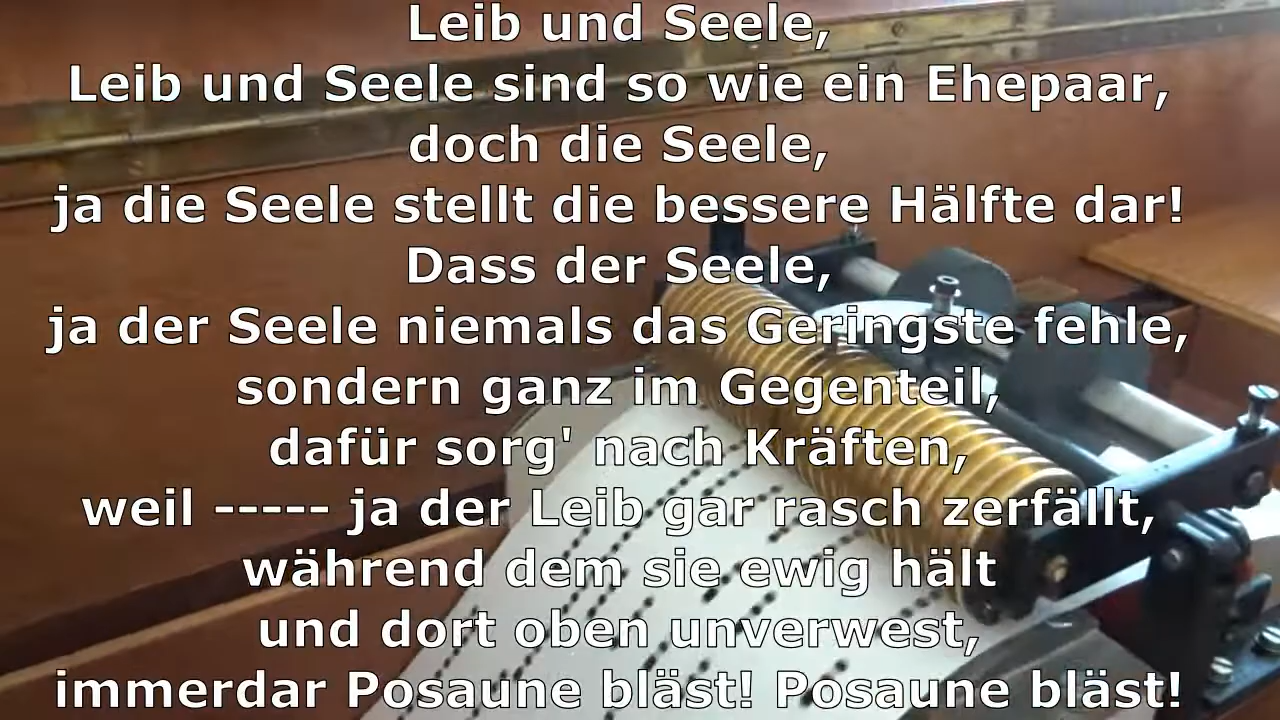 Leib und Seele,
Leib und Seele sind so wie ein Ehepaar,
doch die Seele,
ja die Seele stellt die bessere Hälfte dar!
Dass der Seele,
ja der Seele niemals das Geringste fehle,
sondern ganz im Gegenteil,
dafür sorg' nach Kräften,
weil ----- ja der Leib gar rasch zerfällt,
während dem sie ewig hält
und dort oben unverwest,
immerdar Posaune bläst! Posaune bläst!